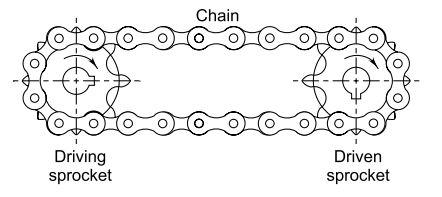 Chain
Driving
sprocket
Driven
sprocket